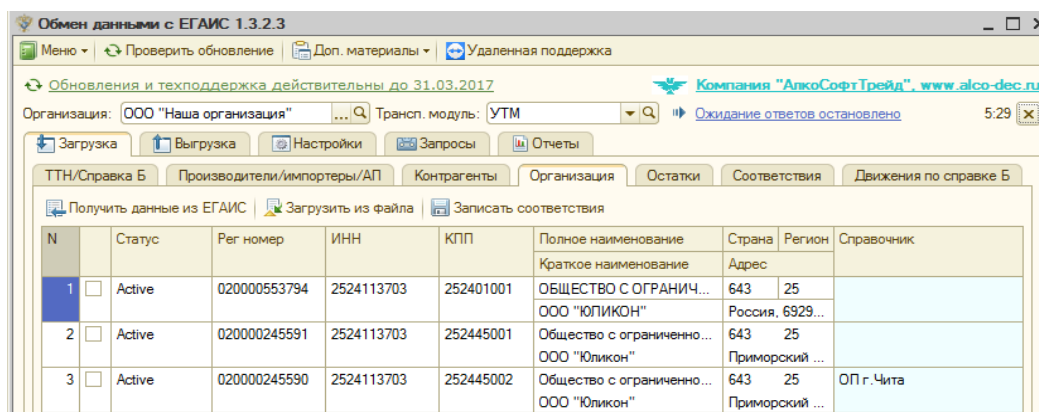 Обмен данными с ЕГАИС 1.3.2.3
Меню Проверить обновление Доп. материалы Удаленная поддержка
Обновления и техподдержка действительны до 31.03.2017 Компания "АлкоСофтТрейд", www.alco-dec.ru
Организация: ООО "Наша организация" ... Трансп. модуль: УТМ Ожидание ответов остановлено 5:29
Загрузка Выгрузка Настройки Запросы Отчеты
ТТН/Справка Б Производители/импортеры/АП Контрагенты Организация Остатки Соответствия Движения по справке Б
Получить данные из ЕГАИС Загрузить из файла Записать соответствия
N Статус Рег номер ИНН КПП Полное наименование Страна Регион Справочник
Краткое наименование Адрес
1 Active 020000553794 2524113703 252401001 ОБЩЕСТВО С ОГРАНИЧ... 643 25
ООО "ЮЛИКОН" Россия, 6929...
2 Active 020000245591 2524113703 252445001 Общество с ограниченно... 643 25
ООО "Юликон" Приморский ...
3 Active 020000245590 2524113703 252445002 Общество с ограниченно... 643 25 ОП г.Чита
ООО "Юликон" Приморский ...